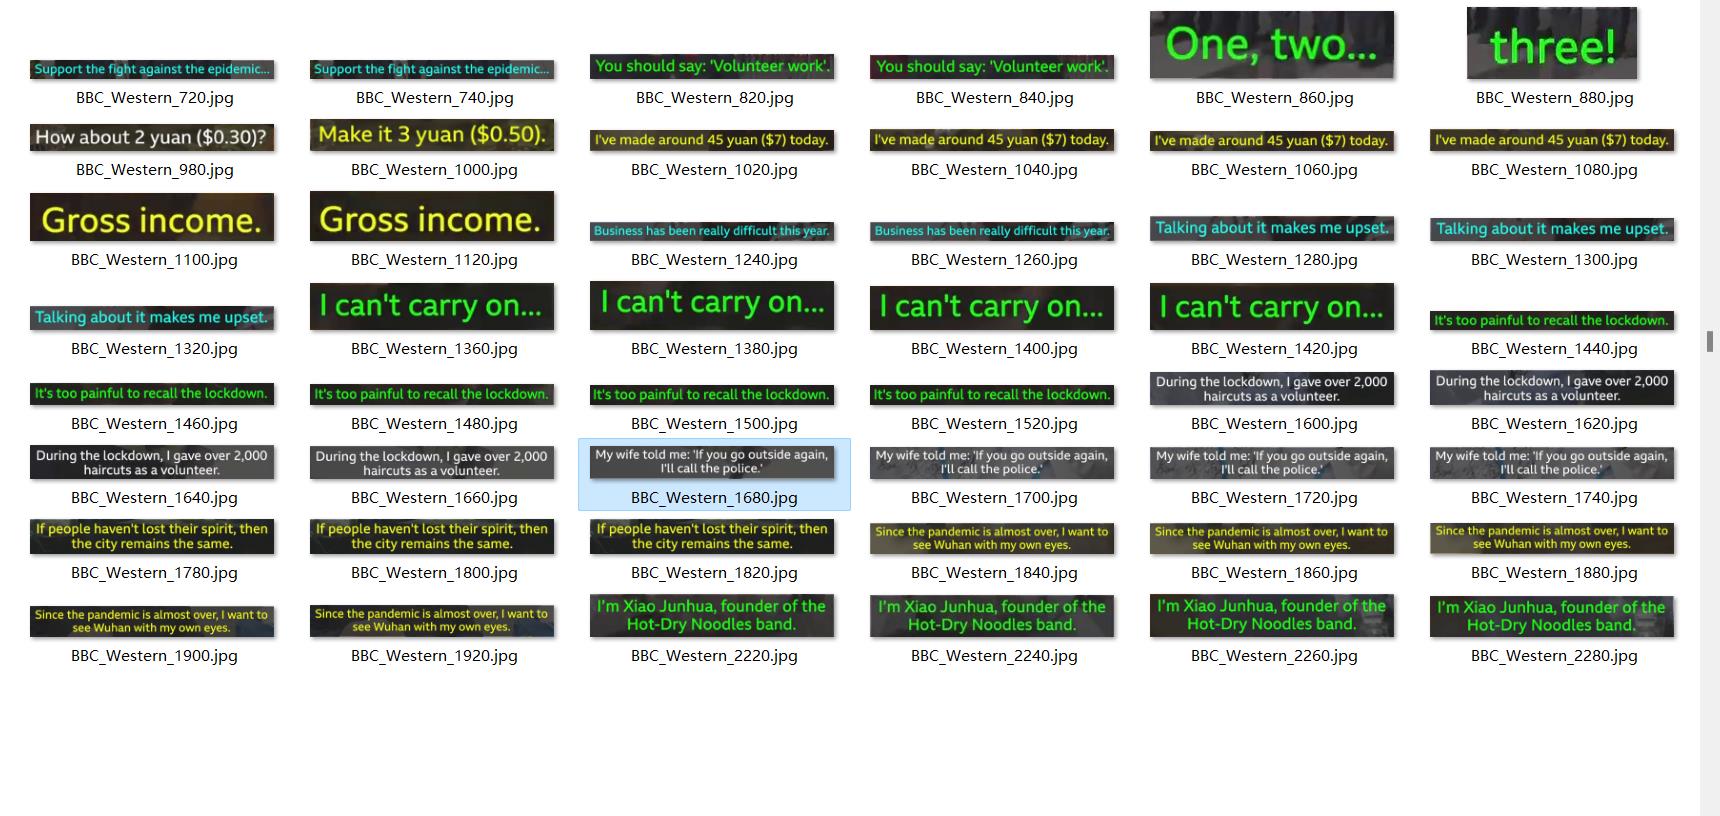 Support the fight against the epidemic...
Support the fight against the epidemic...
You should say: 'Volunteer work'.
You should say: 'Volunteer work'.
One, two...
three!
BBC_Western_720.jpg
BBC_Western_740.jpg
BBC_Western_820.jpg
BBC_Western_840.jpg
BBC_Western_860.jpg
BBC_Western_880.jpg
How about 2 yuan ($0.30)?
Make it 3 yuan ($0.50).
I've made around 45 yuan ($7) today.
I've made around 45 yuan ($7) today.
I've made around 45 yuan ($7) today.
I've made around 45 yuan ($7) today.
BBC_Western_980.jpg
BBC_Western_1000.jpg
BBC_Western_1020.jpg
BBC_Western_1040.jpg
BBC_Western_1060.jpg
BBC_Western_1080.jpg
Gross income.
Gross income.
Business has been really difficult this year.
Business has been really difficult this year.
Talking about it makes me upset.
Talking about it makes me upset.
BBC_Western_1100.jpg
BBC_Western_1120.jpg
BBC_Western_1240.jpg
BBC_Western_1260.jpg
BBC_Western_1280.jpg
BBC_Western_1300.jpg
Talking about it makes me upset.
I can't carry on...
I can't carry on...
I can't carry on...
I can't carry on...
It's too painful to recall the lockdown.
BBC_Western_1320.jpg
BBC_Western_1360.jpg
BBC_Western_1380.jpg
BBC_Western_1400.jpg
BBC_Western_1420.jpg
BBC_Western_1440.jpg
It's too painful to recall the lockdown.
It's too painful to recall the lockdown.
It's too painful to recall the lockdown.
It's too painful to recall the lockdown.
During the lockdown, I gave over 2,000
haircuts as a volunteer.
During the lockdown, I gave over 2,000
haircuts as a volunteer.
BBC_Western_1460.jpg
BBC_Western_1480.jpg
BBC_Western_1500.jpg
BBC_Western_1520.jpg
BBC_Western_1600.jpg
BBC_Western_1620.jpg
During the lockdown, I gave over 2,000
haircuts as a volunteer.
During the lockdown, I gave over 2,000
haircuts as a volunteer.
My wife told me: 'If you go outside again,
I'll call the police.'
My wife told me: 'If you go outside again,
I'll call the police.'
My wife told me: 'If you go outside again,
I'll call the police.'
My wife told me: 'If you go outside again,
I'll call the police.'
BBC_Western_1640.jpg
BBC_Western_1660.jpg
BBC_Western_1680.jpg
BBC_Western_1700.jpg
BBC_Western_1720.jpg
BBC_Western_1740.jpg
If people haven't lost their spirit, then
the city remains the same.
If people haven't lost their spirit, then
the city remains the same.
If people haven't lost their spirit, then
the city remains the same.
Since the pandemic is almost over, I want to
see Wuhan with my own eyes.
Since the pandemic is almost over, I want to
see Wuhan with my own eyes.
Since the pandemic is almost over, I want to
see Wuhan with my own eyes.
BBC_Western_1780.jpg
BBC_Western_1800.jpg
BBC_Western_1820.jpg
BBC_Western_1840.jpg
BBC_Western_1860.jpg
BBC_Western_1880.jpg
Since the pandemic is almost over, I want to
see Wuhan with my own eyes.
Since the pandemic is almost over, I want to
see Wuhan with my own eyes.
I'm Xiao Junhua, founder of the
Hot-Dry Noodles band.
I'm Xiao Junhua, founder of the
Hot-Dry Noodles band.
I'm Xiao Junhua, founder of the
Hot-Dry Noodles band.
I'm Xiao Junhua, founder of the
Hot-Dry Noodles band.
BBC_Western_1900.jpg
BBC_Western_1920.jpg
BBC_Western_2220.jpg
BBC_Western_2240.jpg
BBC_Western_2260.jpg
BBC_Western_2280.jpg